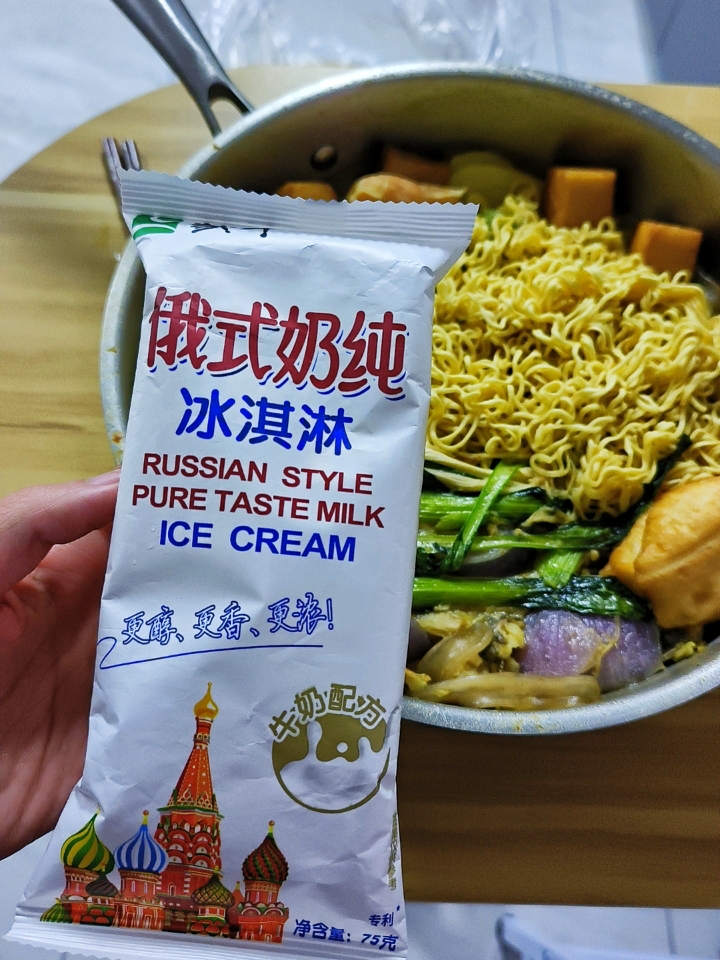 俄式奶纯
冰淇淋
RUSSIAN STYLE
PURE TASTE MILK
ICE CREAM
更醇、更香、更浓!
牛奶配方
专利
净含量: 75克